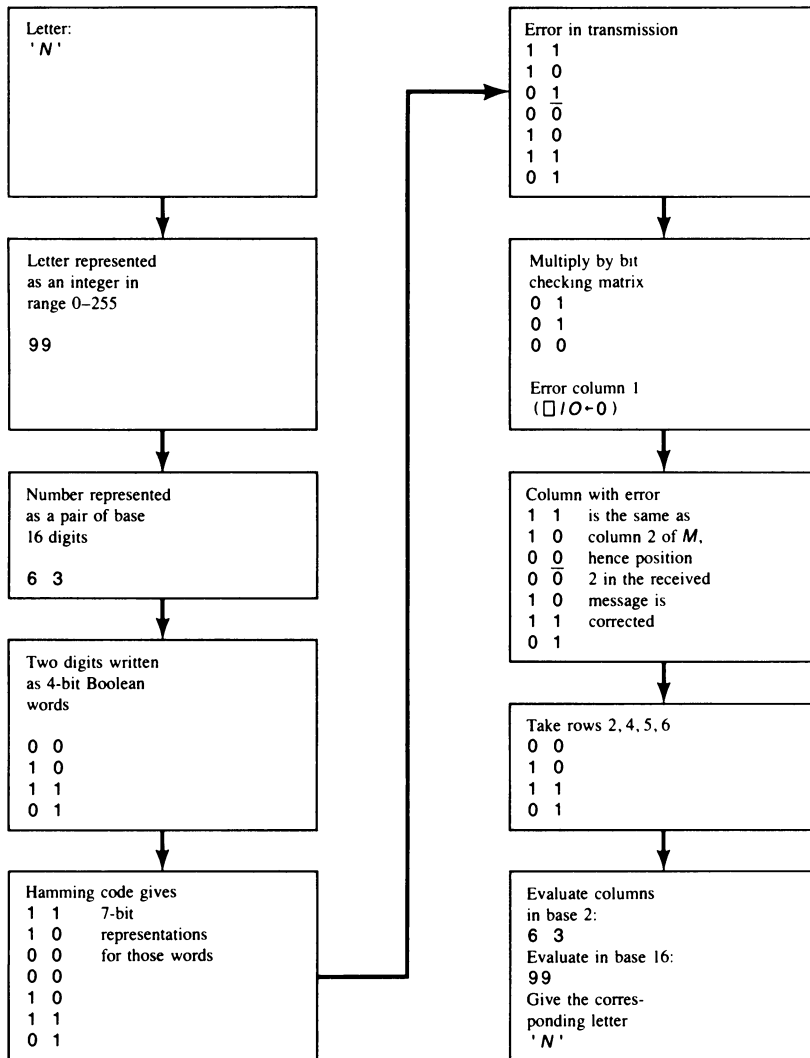 Letter:
'N'
Letter represented
as an integer in
range 0–255
99
Number represented
as a pair of base
16 digits
6 3
Two digits written
as 4-bit Boolean
words
0 0
1 0
1 1
0 1
Hamming code gives
1 1 7-bit
1 0 representations
0 0 for those words
0 0
1 0
1 1
0 1
Error in transmission
1 1
1 0
0 1
0 0
1 0
1 1
0 1
Multiply by bit
checking matrix
0 1
0 1
0 0
Error column 1
(⎕IO←0)
Column with error
1 1 is the same as
1 0 column 2 of M,
0 0 hence position
0 0 2 in the received
1 0 message is
1 1 corrected
0 1
Take rows 2, 4, 5, 6
0 0
1 0
1 1
0 1
Evaluate columns
in base 2:
6 3
Evaluate in base 16:
99
Give the corres-
ponding letter
'N'